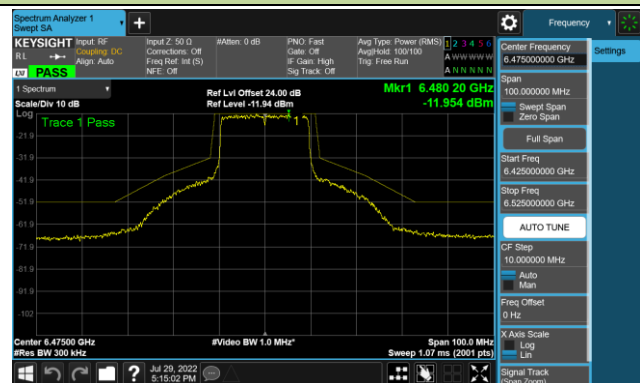 Spectrum Analyzer 1
Swept SA
Frequency
KEYSIGHT
Input: RF
Input Z: 50 Ω
#Atten: 0 dB
PNO: Fast
Avg Type: Power (RMS)
1 2 3 4 5 6
RL
Coupling: DC
Corrections: Off
Gate: Off
Avg|Hold: 100/100
Align: Auto
Freq Ref: Int (S)
IF Gain: High
Trig: Free Run
A W W W W W
LXI
PASS
NFE: Off
Sig Track: Off
A N N N N N
1 Spectrum
Ref Lvl Offset 24.00 dB
Mkr1 6.480 20 GHz
Scale/Div 10 dB
Ref Level -11.94 dBm
-11.954 dBm
Log
Trace 1 Pass
1
-21.9
-31.9
-41.9
-51.9
-61.9
-71.9
-81.9
-91.9
-102
Center 6.47500 GHz
#Video BW 1.0 MHz*
Span 100.0 MHz
#Res BW 300 kHz
Sweep 1.07 ms (2001 pts)
Jul 29, 2022
5:15:02 PM
?
Center Frequency
6.475000000 GHz
Settings
Span
100.000000 MHz
Swept Span
Zero Span
Full Span
Start Freq
6.425000000 GHz
Stop Freq
6.525000000 GHz
AUTO TUNE
CF Step
10.000000 MHz
Auto
Man
Freq Offset
0 Hz
X Axis Scale
Log
Lin
Signal Track
(Span Zoom)